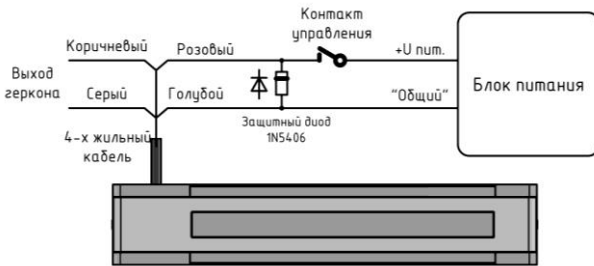 Контакт
управления
Коричневый
Розовый
+U пит.
Выход
геркона
Блок питания
Серый
Голубой
"Общий"
4-х жильный
кабель
Защитный диод
1N5406